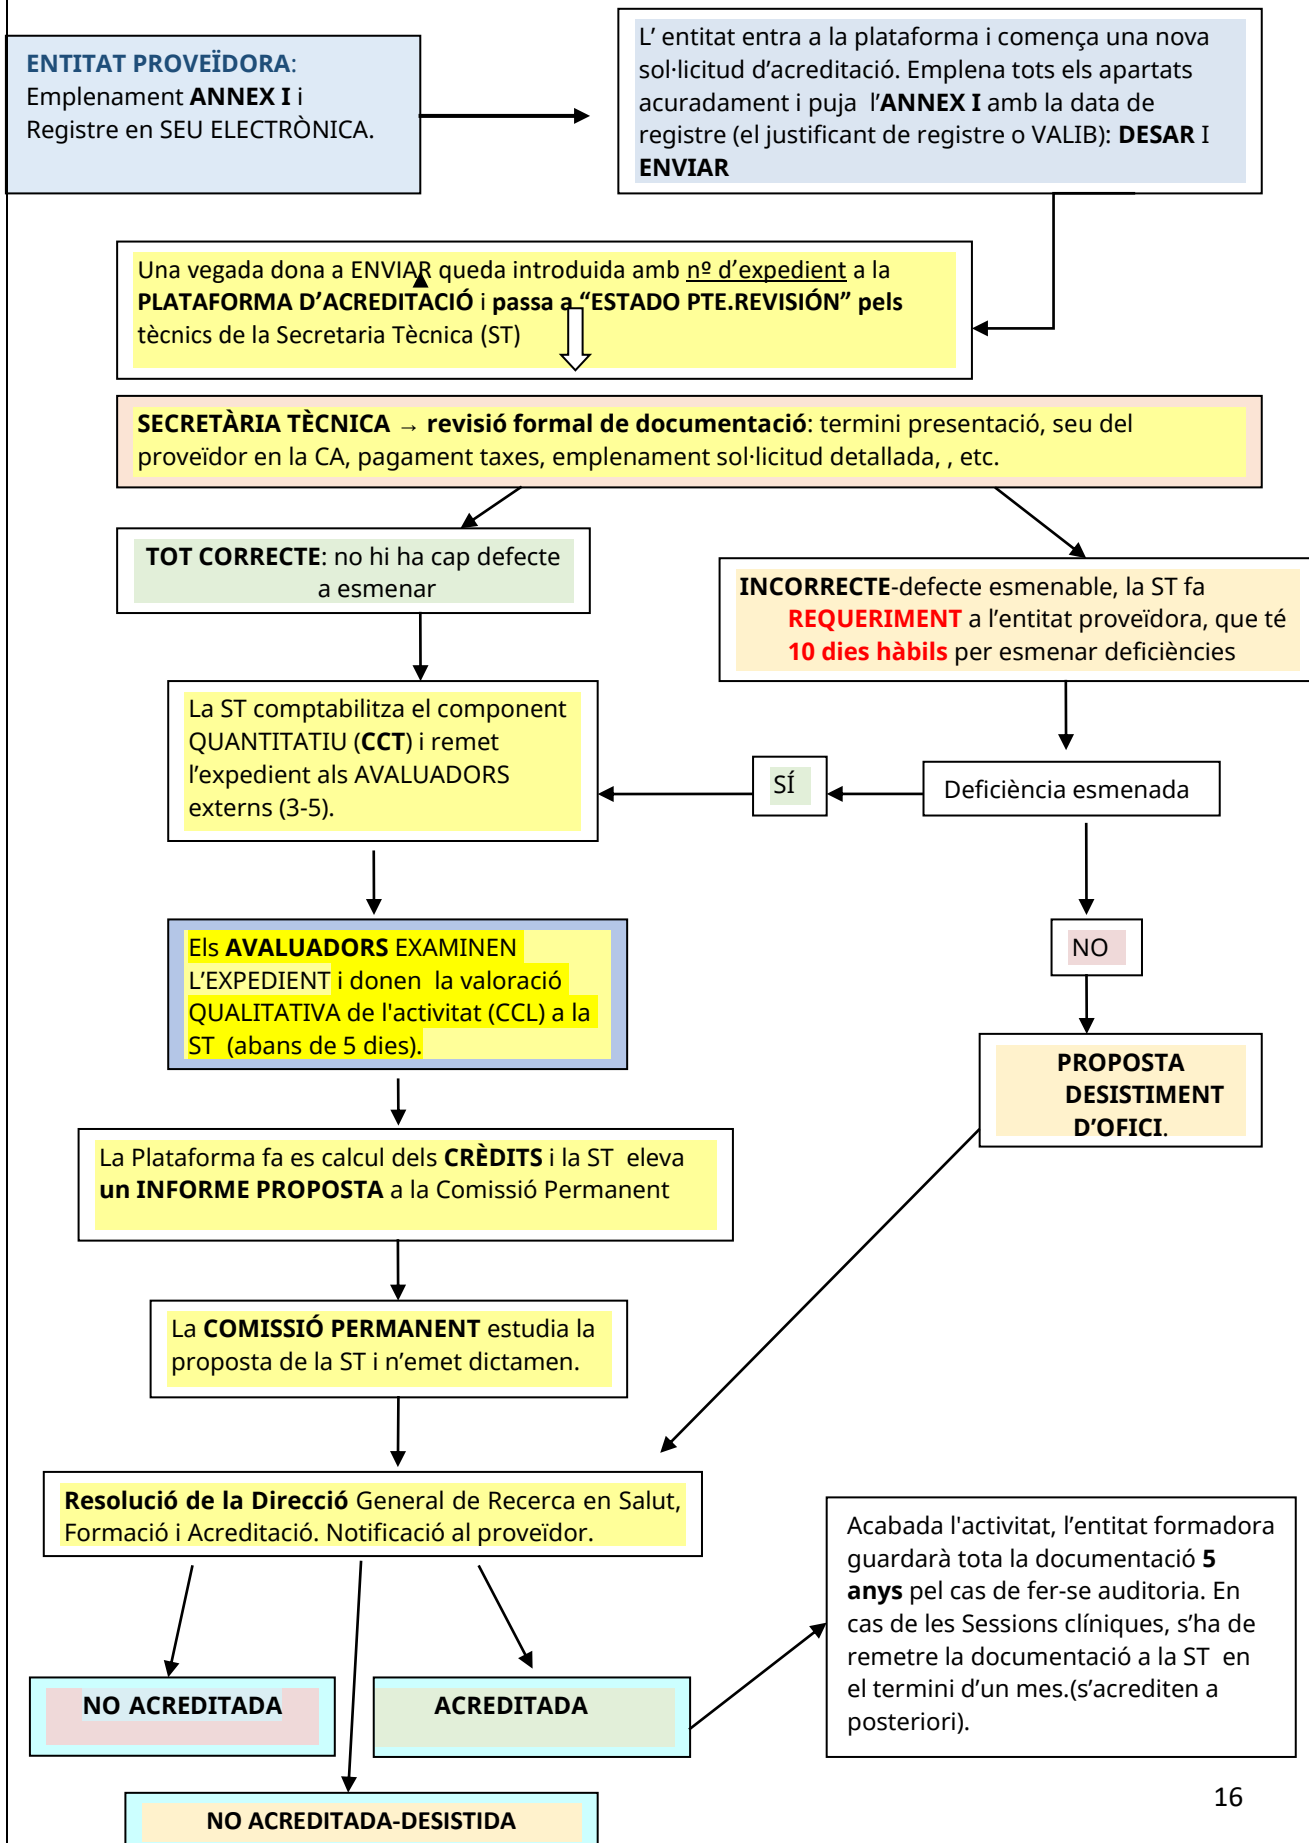 ENTITAT PROVEÏDORA:
Emplenament ANNEX I i
Registre en SEU ELECTRÒNICA.
L’ entitat entra a la plataforma i comença una nova
sol·licitud d’acreditació. Emplena tots els apartats
acuradament i puja l’ANNEX I amb la data de
registre (el justificant de registre o VALIB): DESAR I
ENVIAR
Una vegada dona a ENVIAR queda introduida amb nº d’expedient a la
PLATAFORMA D’ACREDITACIÓ i passa a “ESTADO PTE.REVISIÓN” pels
tècnics de la Secretaria Tècnica (ST)
SECRETÀRIA TÈCNICA → revisió formal de documentació: termini presentació, seu del
proveïdor en la CA, pagament taxes, emplenament sol·licitud detallada, , etc.
TOT CORRECTE: no hi ha cap defecte
a esmenar
INCORRECTE-defecte esmenable, la ST fa
REQUERIMENT a l’entitat proveïdora, que té
10 dies hàbils per esmenar deficiències
La ST comptabilitza el component
QUANTITATIU (CCT) i remet
l’expedient als AVALUADORS
externs (3-5).
SÍ
Deficiència esmenada
Els AVALUADORS EXAMINEN
L’EXPEDIENT i donen la valoració
QUALITATIVA de l'activitat (CCL) a la
ST (abans de 5 dies).
NO
PROPOSTA
DESISTIMENT
D’OFICI.
La Plataforma fa es calcul dels CRÈDITS i la ST eleva
un INFORME PROPOSTA a la Comissió Permanent
La COMISSIÓ PERMANENT estudia la
proposta de la ST i n’emet dictamen.
Resolució de la Direcció General de Recerca en Salut,
Formació i Acreditació. Notificació al proveïdor.
Acabada l'activitat, l’entitat formadora
guardarà tota la documentació 5
anys pel cas de fer-se auditoria. En
cas de les Sessions clíniques, s’ha de
remetre la documentació a la ST en
el termini d’un mes.(s’acrediten a
posteriori).
NO ACREDITADA
ACREDITADA
NO ACREDITADA-DESISTIDA
16